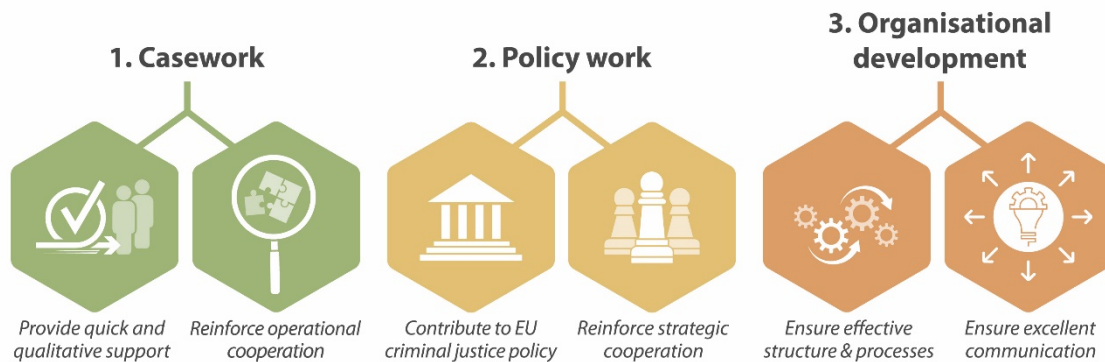 1. Casework
2. Policy work
3. Organisational
development
Provide quick and
qualitative support
Reinforce operational
cooperation
Contribute to EU
criminal justice policy
Reinforce strategic
cooperation
Ensure effective
structure & processes
Ensure excellent
communication